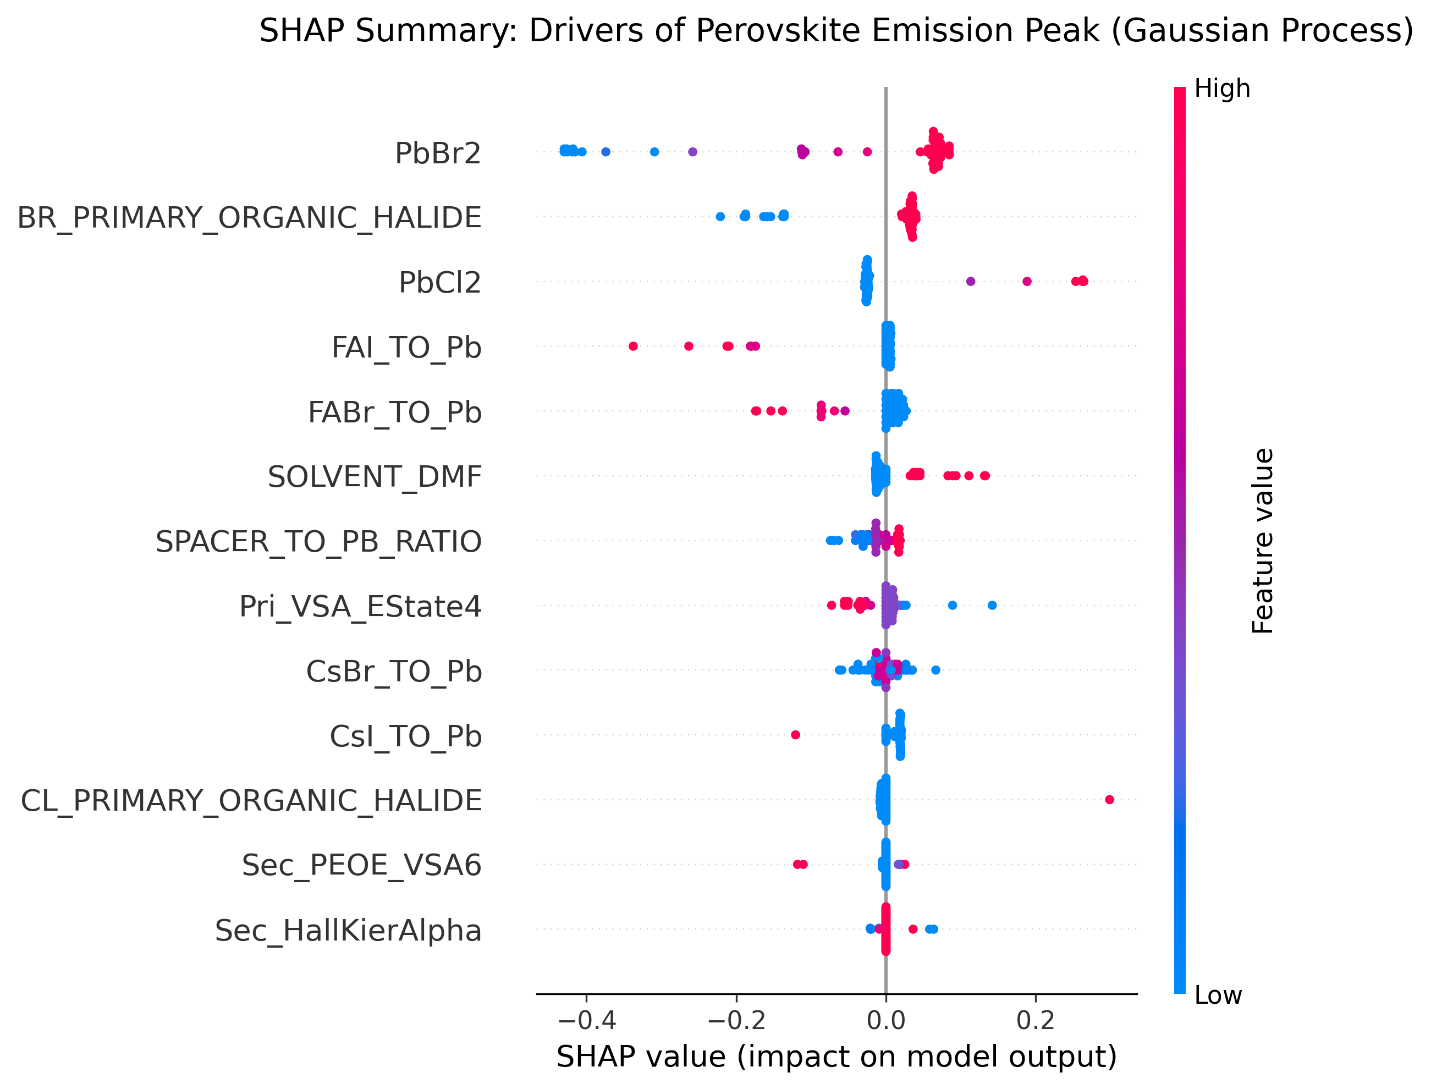 SHAP Summary: Drivers of Perovskite Emission Peak (Gaussian Process)
High
PbBr2
BR_PRIMARY_ORGANIC_HALIDE
PbCl2
FAI_TO_Pb
FABr_TO_Pb
SOLVENT_DMF
SPACER_TO_PB_RATIO
Pri_VSA_EState4
CsBr_TO_Pb
CsI_TO_Pb
CL_PRIMARY_ORGANIC_HALIDE
Sec_PEOE_VSA6
Sec_HallKierAlpha
Feature value
Low
−0.4 −0.2 0.0 0.2
SHAP value (impact on model output)